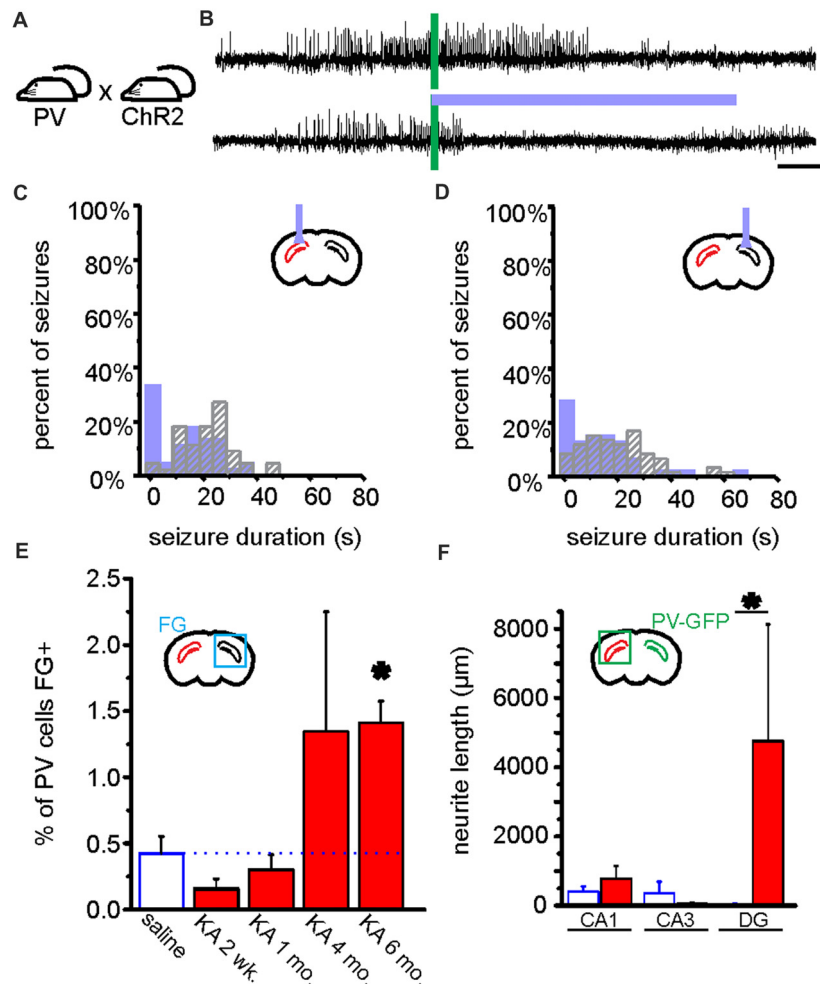 A
B
PV x ChR2
C
D
100%
80%
60%
40%
20%
0%
percent of seizures
0 20 40 60 80
seizure duration (s)
100%
80%
60%
40%
20%
0%
percent of seizures
0 20 40 60 80
seizure duration (s)
E
2.5
2.0
1.5
1.0
0.5
0.0
% of PV cells FG+
FG
*
saline
KA 2 wk.
KA 1 mo.
KA 4 mo.
KA 6 mo.
F
8000
6000
4000
2000
0
neurite length (µm)
PV-GFP
*
CA1 CA3 DG